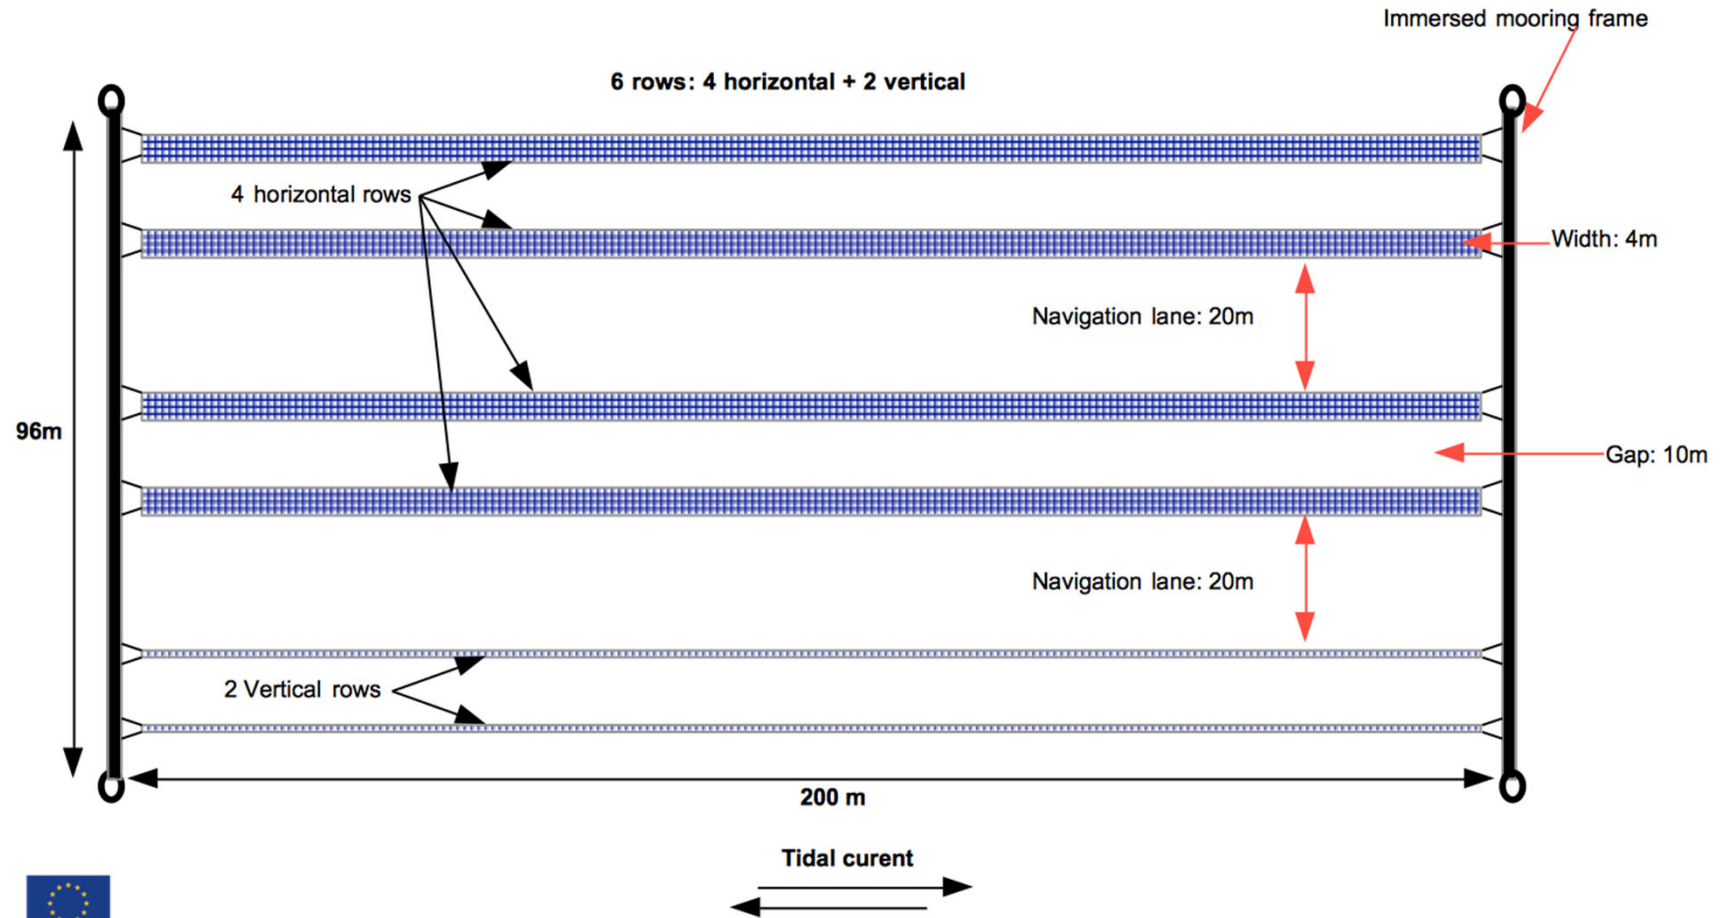 Immersed mooring frame
6 rows: 4 horizontal + 2 vertical
4 horizontal rows
Width: 4m
Navigation lane: 20m
96m
Gap: 10m
Navigation lane: 20m
2 Vertical rows
200 m
Tidal curent